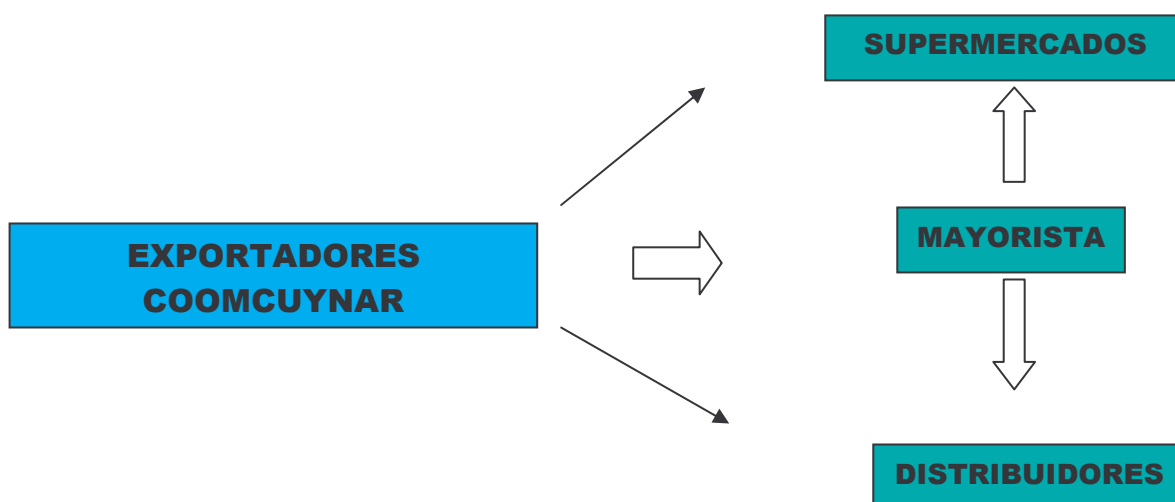 SUPERMERCADOS
MAYORISTA
EXPORTADORES
COOMCUYNAR
DISTRIBUIDORES